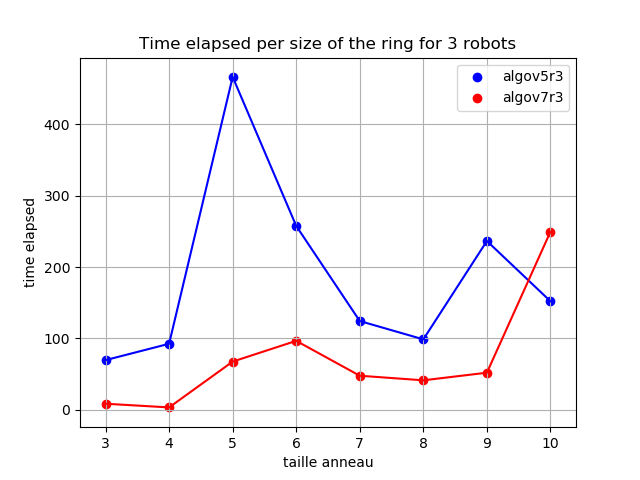 Time elapsed per size of the ring for 3 robots
algov5r3
algov7r3
400
300
200
100
0
time elapsed
3 4 5 6 7 8 9 10
taille anneau